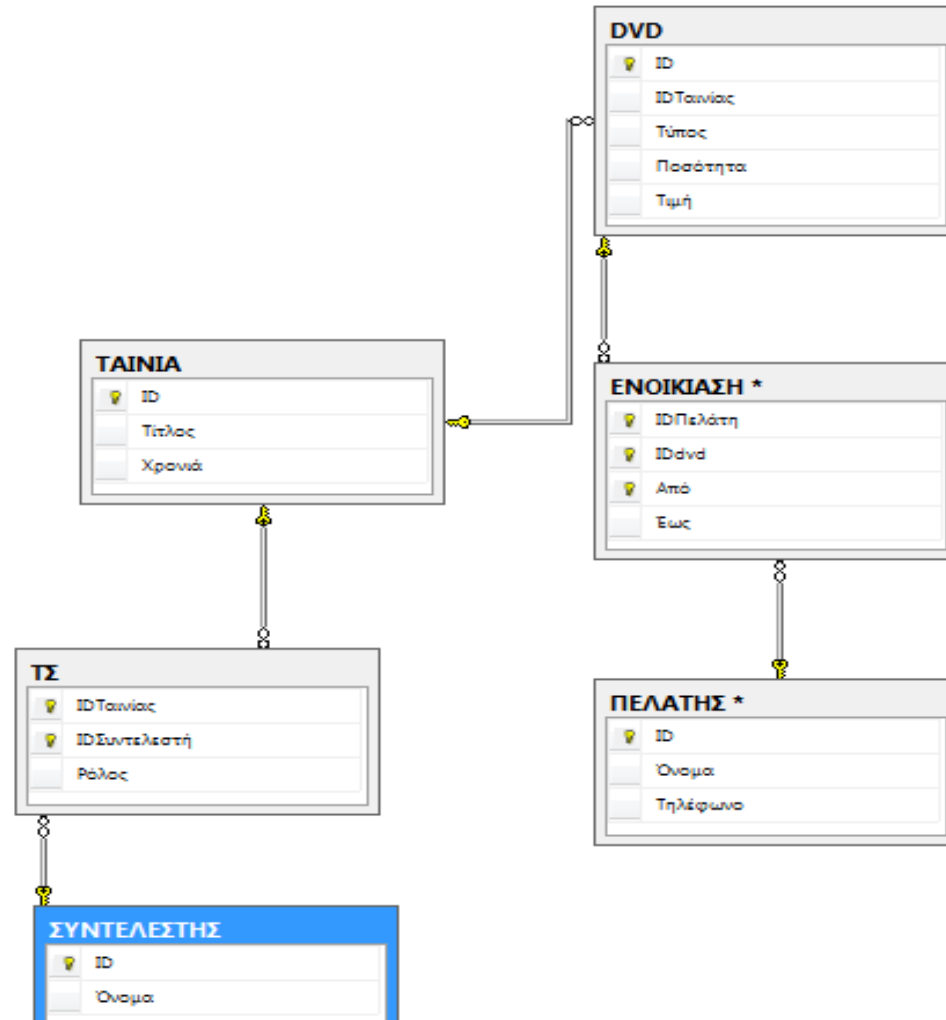 DVD
ID
IDΤαινίας
Τύπος
Ποσότητα
Τιμή
ΤΑΙΝΙΑ
ID
Τίτλος
Χρονιά
ΕΝΟΙΚΙΑΣΗ *
IDΠελάτη
IDdvd
Από
Έως
ΤΣ
IDΤαινίας
IDΣυντελεστή
Ρόλος
ΠΕΛΑΤΗΣ *
ID
Όνομα
Τηλέφωνο
ΣΥΝΤΕΛΕΣΤΗΣ
ID
Όνομα